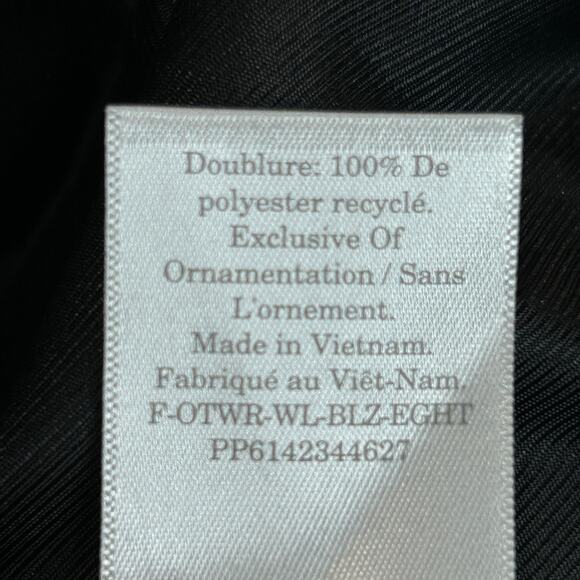 Doublure: 100% De
polyester recyclé.
Exclusive Of
Ornamentation / Sans
L'ornement.
Made in Vietnam.
Fabriqué au Viêt-Nam.
F-OTWR-WL-BLZ-EGHT
PP6142344627